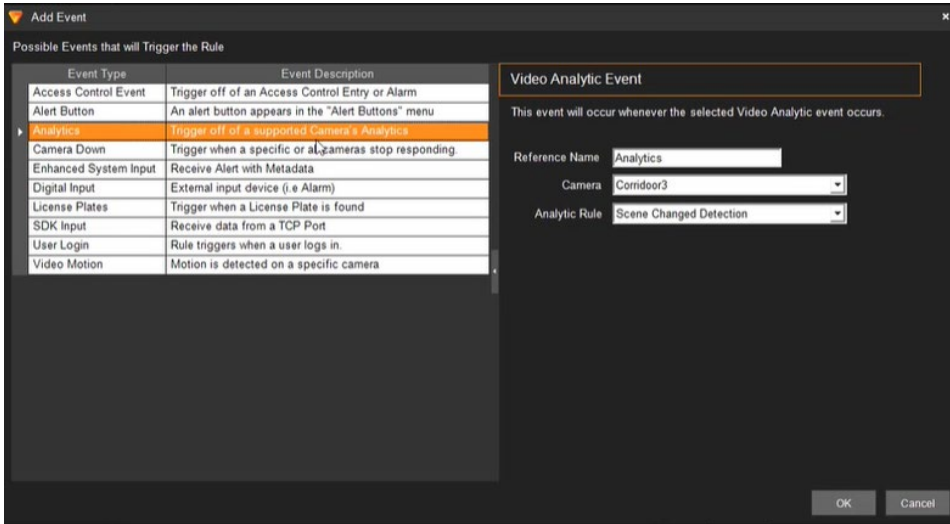 Add Event
Possible Events that will Trigger the Rule
Event Type Event Description
Access Control Event Trigger off of an Access Control Entry or Alarm
Alert Button An alert button appears in the "Alert Buttons" menu
Analytics Trigger off of a supported Camera's Analytics
Camera Down Trigger when a specific or all cameras stop responding.
Enhanced System Input Receive Alert with Metadata
Digital Input External input device (i.e Alarm)
License Plates Trigger when a License Plate is found
SDK Input Receive data from a TCP Port
User Login Rule triggers when a user logs in.
Video Motion Motion is detected on a specific camera
Video Analytic Event
This event will occur whenever the selected Video Analytic event occurs.
Reference Name Analytics
Camera Corridoor3
Analytic Rule Scene Changed Detection
OK Cancel